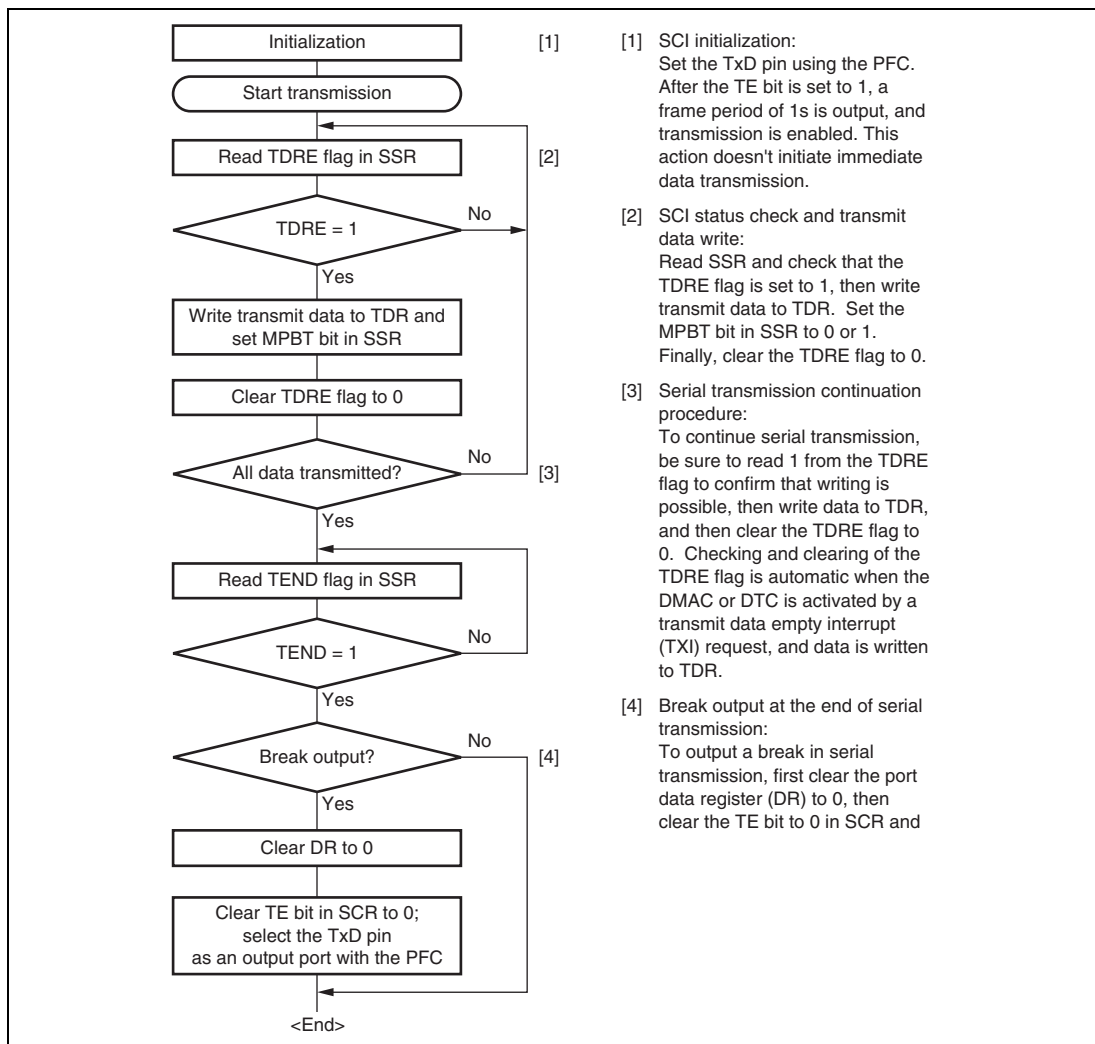 Initialization
[1]
Start transmission
Read TDRE flag in SSR
[2]
TDRE = 1
No
Yes
Write transmit data to TDR and
set MPBT bit in SSR
Clear TDRE flag to 0
All data transmitted?
No
[3]
Yes
Read TEND flag in SSR
TEND = 1
No
Yes
Break output?
No
[4]
Yes
Clear DR to 0
Clear TE bit in SCR to 0;
select the TxD pin
as an output port with the PFC
<End>
[1] SCI initialization:
Set the TxD pin using the PFC.
After the TE bit is set to 1, a
frame period of 1s is output, and
transmission is enabled. This
action doesn't initiate immediate
data transmission.
[2] SCI status check and transmit
data write:
Read SSR and check that the
TDRE flag is set to 1, then write
transmit data to TDR. Set the
MPBT bit in SSR to 0 or 1.
Finally, clear the TDRE flag to 0.
[3] Serial transmission continuation
procedure:
To continue serial transmission,
be sure to read 1 from the TDRE
flag to confirm that writing is
possible, then write data to TDR,
and then clear the TDRE flag to
0. Checking and clearing of the
TDRE flag is automatic when the
DMAC or DTC is activated by a
transmit data empty interrupt
(TXI) request, and data is written
to TDR.
[4] Break output at the end of serial
transmission:
To output a break in serial
transmission, first clear the port
data register (DR) to 0, then
clear the TE bit to 0 in SCR and